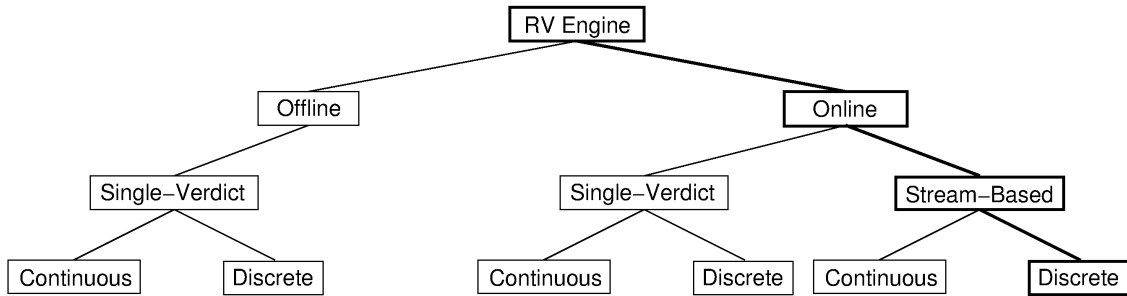 RV Engine
Offline
Online
Single−Verdict
Single−Verdict
Stream−Based
Continuous
Discrete
Continuous
Discrete
Continuous
Discrete